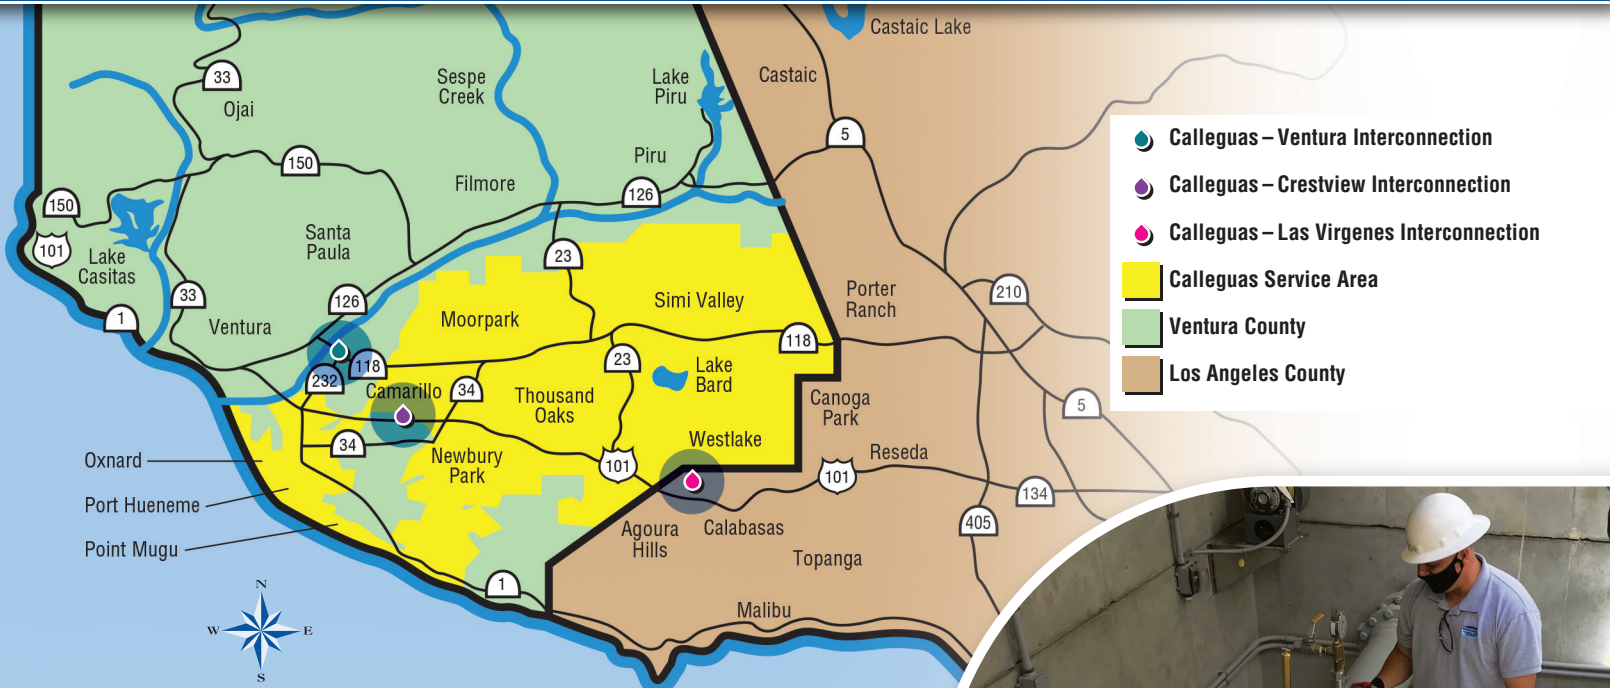 Castaic Lake
Castaic
Lake
Piru
Sespe
Creek
33
Ojai
5
150
Piru
Filmore
126
150
101
Lake
Casitas
Santa
Paula
23
33
126
1
Ventura
Moorpark
Simi Valley
Porter
Ranch
210
118
118
232
Camarillo
34
23
Lake
Bard
Thousand
Oaks
Canoga
Park
5
34
Newbury
Park
101
Westlake
Reseda
101
134
405
Oxnard
Port Hueneme
Point Mugu
Agoura
Hills
Calabasas
Topanga
1
Malibu
N
W
E
S
Calleguas – Ventura Interconnection
Calleguas – Crestview Interconnection
Calleguas – Las Virgenes Interconnection
Calleguas Service Area
Ventura County
Los Angeles County